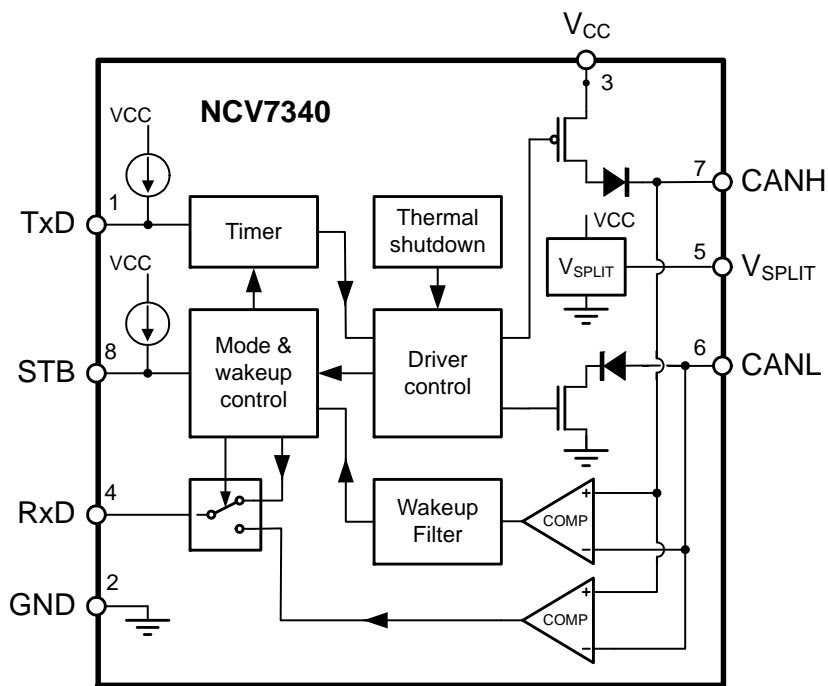 VCC
3
NCV7340
VCC
1
TxD
Timer
Thermal
shutdown
7
CANH
VCC
VSPLIT
5
VSPLIT
VCC
8
STB
Mode &
wakeup
control
Driver
control
6
CANL
4
RxD
Wakeup
Filter
+
COMP
−
2
GND
+
COMP
−